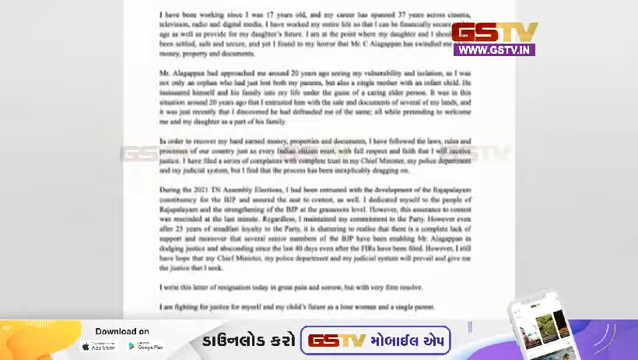 I have been working since I was 17 years old, and my career has spanned 37 years across cinema,
television, radio and digital media. I have worked my entire life so that I can be financially secure
age as well as provide for my daughter's future. I am at the point where my daughter and I should
been settled, safe and secure, and yet I found to my horror that Mr. C Alagappan has swindled me
money, property and documents.
Mr. Alagappan had approached me around 20 years ago seeing my vulnerability and isolation, as I was
not only an orphan who had just lost both my parents, but also a single mother with an infant child. He
insinuated himself and his family into my life under the guise of a caring elder person. It was in this
situation around 20 years ago that I entrusted him with the sale and documents of several of my lands, and
it was just recently that I discovered he had defrauded me of the same; all while pretending to welcome
me and my daughter as a part of his family.
In order to recover my hard earned money, properties and documents, I have followed the laws, rules and
processes of our country just as every Indian citizen must, with full respect and faith that I will receive
justice. I have filed a series of complaints with complete trust in my Chief Minister, my police department
and my judicial system, but I find that the process has been inexplicably dragging on.
During the 2021 TN Assembly Elections, I had been entrusted with the development of the Rajapalayam
constituency for the BJP and assured the seat to contest, as well. I dedicated myself to the people of
Rajapalayam and the strengthening of the BJP at the grassroots level. However, this assurance to contest
was rescinded at the last minute. Regardless, I maintained my commitment to the Party. However even
after 25 years of steadfast loyalty to the Party, it is shattering to realise that there is a complete lack of
support and moreover that several senior members of the BJP have been enabling Mr Alagappan in
dodging justice and absconding since the last 40 days even after the FIRs have been filed. However, I still
have hope that my Chief Minister, my police department and my judicial system will prevail and give me
the justice that I seek.
I write this letter of resignation today in great pain and sorrow, but with very firm resolve.
I am fighting for justice for myself and my child's future as a lone woman and a single parent.
GSTV
WWW.GSTV.IN
Download on
App Store
Google Play
ડાઉનલોડ કરો GSTV મોબાઈલ એપ